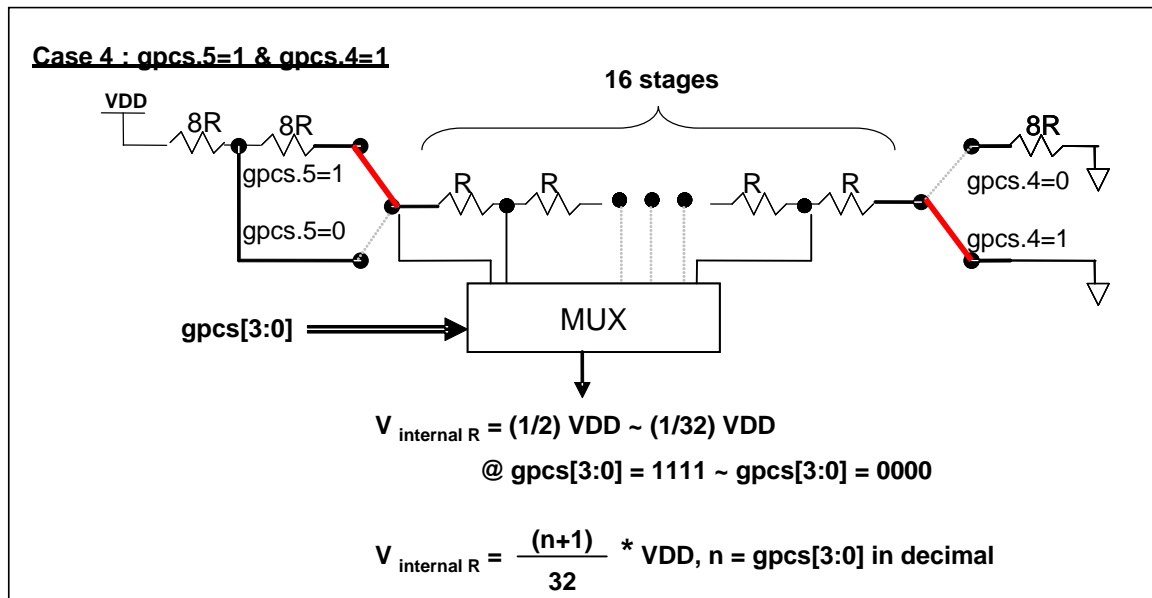 Case 4 : gpcs.5=1 & gpcs.4=1
16 stages
VDD
8R
8R
8R
gpcs.5=1
R
R
R
R
gpcs.4=0
gpcs.5=0
gpcs.4=1
MUX
gpcs[3:0]
V internal R = (1/2) VDD ~ (1/32) VDD
@ gpcs[3:0] = 1111 ~ gpcs[3:0] = 0000
V internal R = (n+1) / 32 * VDD, n = gpcs[3:0] in decimal